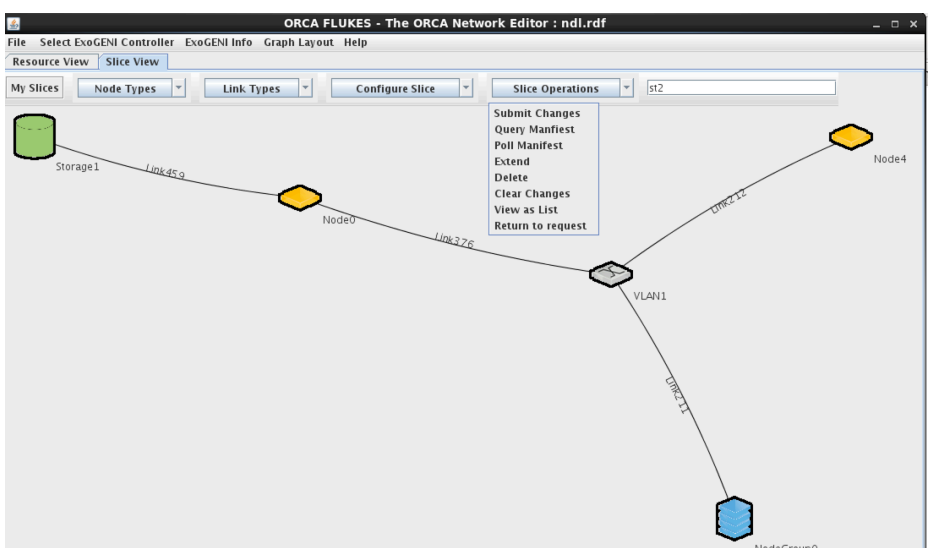 ORCA FLUKES - The ORCA Network Editor : ndl.rdf
File Select ExoGENI Controller ExoGENI Info Graph Layout Help
Resource View Slice View
My Slices Node Types Link Types Configure Slice Slice Operations st2
Submit Changes
Query Manfiest
Poll Manifest
Extend
Delete
Clear Changes
View as List
Return to request
Storage1
Link459
Node0
Link376
Node4
Link212
VLAN1
Link211
NodeGroup0